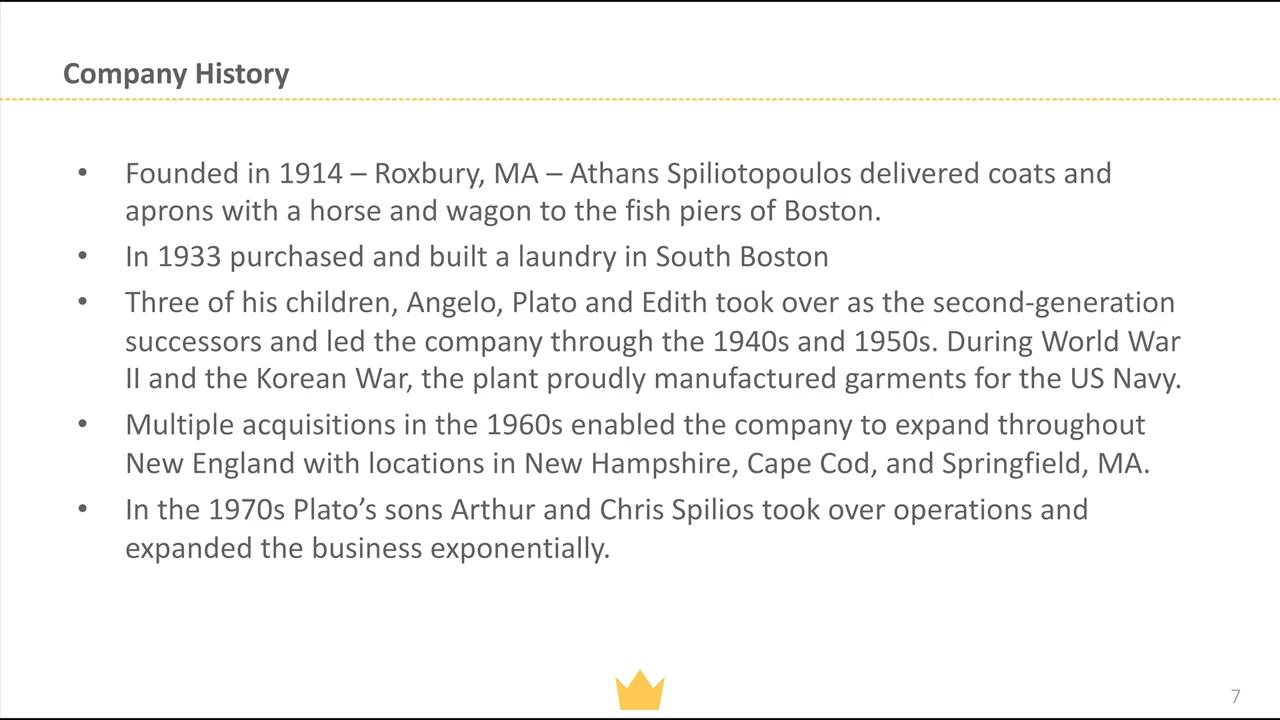 Company History
• Founded in 1914 – Roxbury, MA – Athans Spiliotopoulos delivered coats and
aprons with a horse and wagon to the fish piers of Boston.
• In 1933 purchased and built a laundry in South Boston
• Three of his children, Angelo, Plato and Edith took over as the second-generation
successors and led the company through the 1940s and 1950s. During World War
II and the Korean War, the plant proudly manufactured garments for the US Navy.
• Multiple acquisitions in the 1960s enabled the company to expand throughout
New England with locations in New Hampshire, Cape Cod, and Springfield, MA.
• In the 1970s Plato’s sons Arthur and Chris Spilios took over operations and
expanded the business exponentially.
7